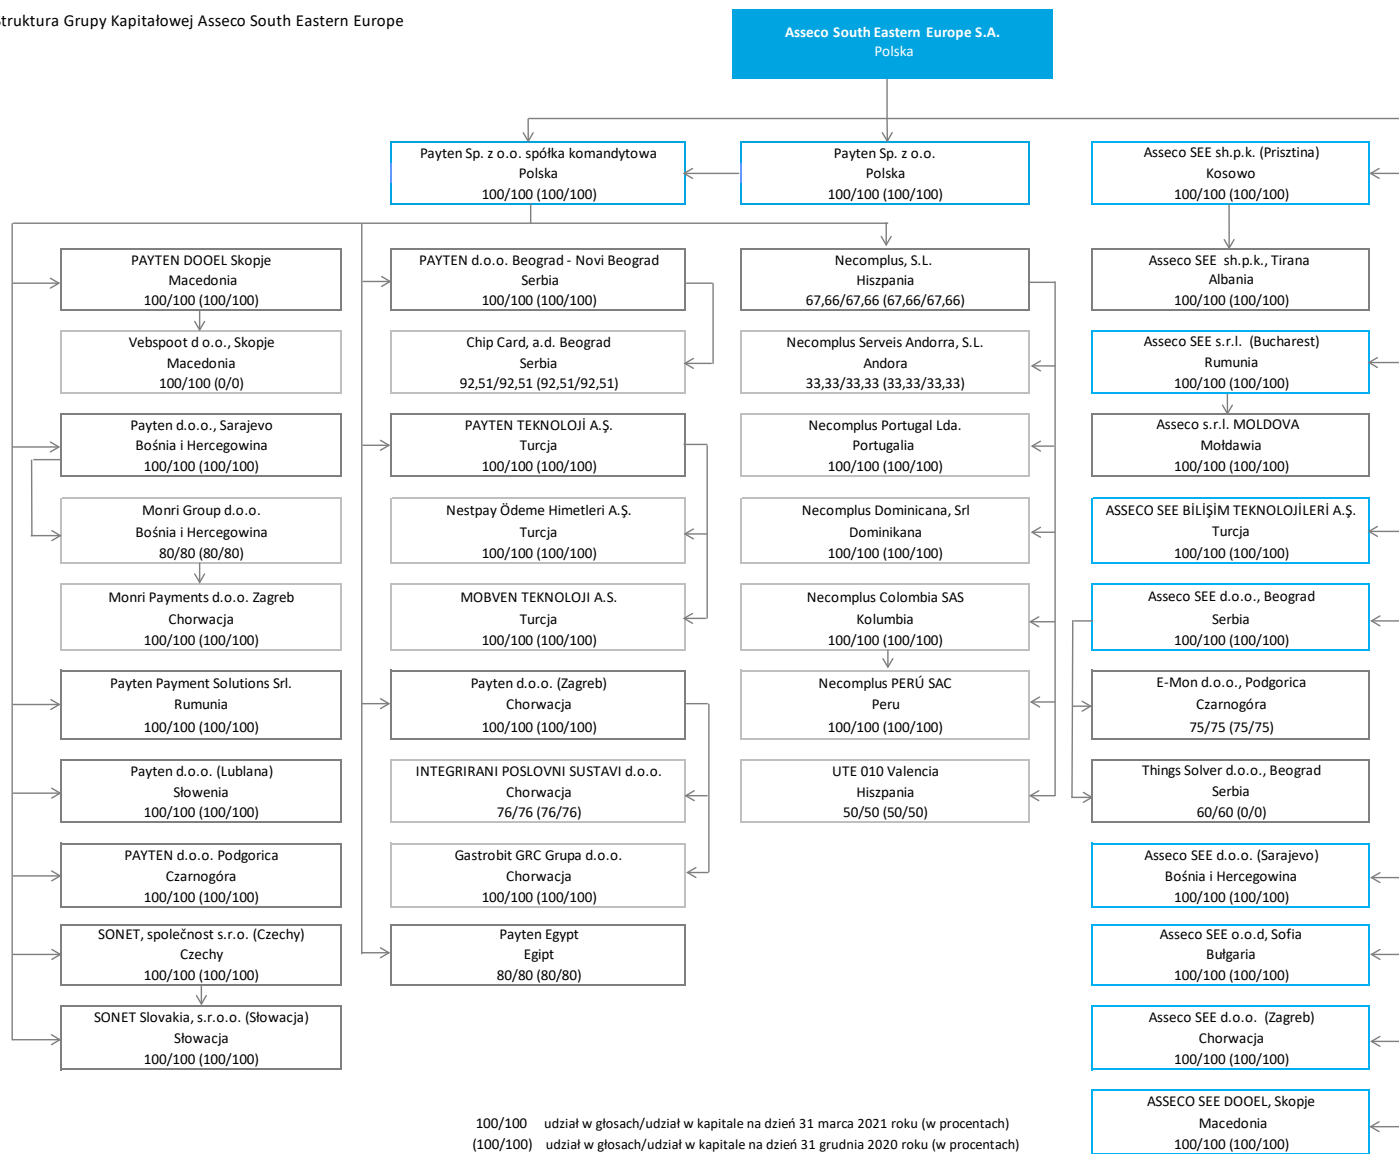 Struktura Grupy Kapitałowej Asseco South Eastern Europe
Asseco South Eastern Europe S.A.
Polska
Payten Sp. z o.o. spółka komandytowa
Polska
100/100 (100/100)
Payten Sp. z o.o.
Polska
100/100 (100/100)
Asseco SEE sh.p.k. (Prisztina)
Kosowo
100/100 (100/100)
PAYTEN DOOEL Skopje
Macedonia
100/100 (100/100)
Vebspoot d o.o., Skopje
Macedonia
100/100 (0/0)
Payten d.o.o., Sarajevo
Bośnia i Hercegowina
100/100 (100/100)
Monri Group d.o.o.
Bośnia i Hercegowina
80/80 (80/80)
Monri Payments d.o.o. Zagreb
Chorwacja
100/100 (100/100)
Payten Payment Solutions Srl.
Rumunia
100/100 (100/100)
Payten d.o.o. (Lublana)
Słowenia
100/100 (100/100)
PAYTEN d.o.o. Podgorica
Czarnogóra
100/100 (100/100)
SONET, společnost s.r.o. (Czechy)
Czechy
100/100 (100/100)
SONET Slovakia, s.r.o.o. (Słowacja)
Słowacja
100/100 (100/100)
PAYTEN d.o.o. Beograd - Novi Beograd
Serbia
100/100 (100/100)
Chip Card, a.d. Beograd
Serbia
92,51/92,51 (92,51/92,51)
PAYTEN TEKNOLOJİ A.Ş.
Turcja
100/100 (100/100)
Nestpay Ödeme Himetleri A.Ş.
Turcja
100/100 (100/100)
MOBVEN TEKNOLOJI A.S.
Turcja
100/100 (100/100)
Payten d.o.o. (Zagreb)
Chorwacja
100/100 (100/100)
INTEGRIRANI POSLOVNI SUSTAVI d.o.o.
Chorwacja
76/76 (76/76)
Gastrobit GRC Grupa d.o.o.
Chorwacja
100/100 (100/100)
Payten Egypt
Egipt
80/80 (80/80)
Necomplus, S.L.
Hiszpania
67,66/67,66 (67,66/67,66)
Necomplus Serveis Andorra, S.L.
Andora
33,33/33,33 (33,33/33,33)
Necomplus Portugal Lda.
Portugalia
100/100 (100/100)
Necomplus Dominicana, Srl
Dominikana
100/100 (100/100)
Necomplus Colombia SAS
Kolumbia
100/100 (100/100)
Necomplus PERÚ SAC
Peru
100/100 (100/100)
UTE 010 Valencia
Hiszpania
50/50 (50/50)
Asseco SEE sh.p.k., Tirana
Albania
100/100 (100/100)
Asseco SEE s.r.l. (Bucharest)
Rumunia
100/100 (100/100)
Asseco s.r.l. MOLDOVA
Mołdawia
100/100 (100/100)
ASSECO SEE BİLİŞİM TEKNOLOJİLERİ A.Ş.
Turcja
100/100 (100/100)
Asseco SEE d.o.o., Beograd
Serbia
100/100 (100/100)
E-Mon d.o.o., Podgorica
Czarnogóra
75/75 (75/75)
Things Solver d.o.o., Beograd
Serbia
60/60 (0/0)
Asseco SEE d.o.o. (Sarajevo)
Bośnia i Hercegowina
100/100 (100/100)
Asseco SEE o.o.d, Sofia
Bułgaria
100/100 (100/100)
Asseco SEE d.o.o. (Zagreb)
Chorwacja
100/100 (100/100)
ASSECO SEE DOOEL, Skopje
Macedonia
100/100 (100/100)
100/100 udział w głosach/udział w kapitale na dzień 31 marca 2021 roku (w procentach)
(100/100) udział w głosach/udział w kapitale na dzień 31 grudnia 2020 roku (w procentach)